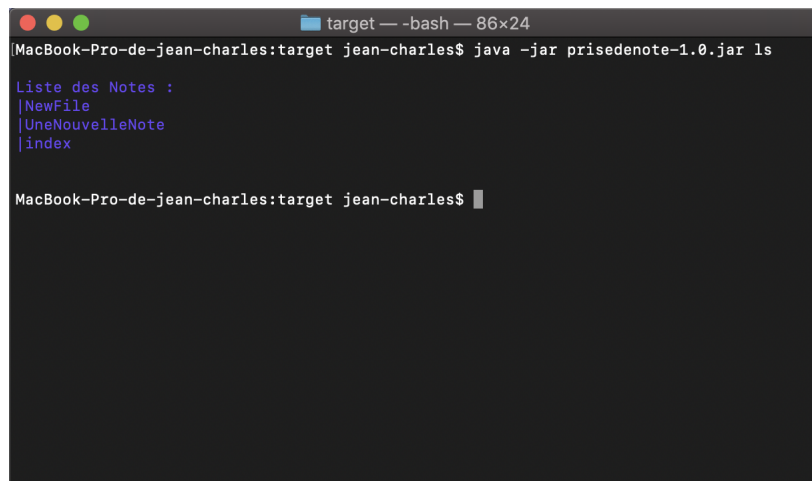 target — -bash — 86×24
[MacBook-Pro-de-jean-charles:target jean-charles$ java -jar prisedenote-1.0.jar ls
Liste des Notes :
|NewFile
|UneNouvelleNote
|index
MacBook-Pro-de-jean-charles:target jean-charles$